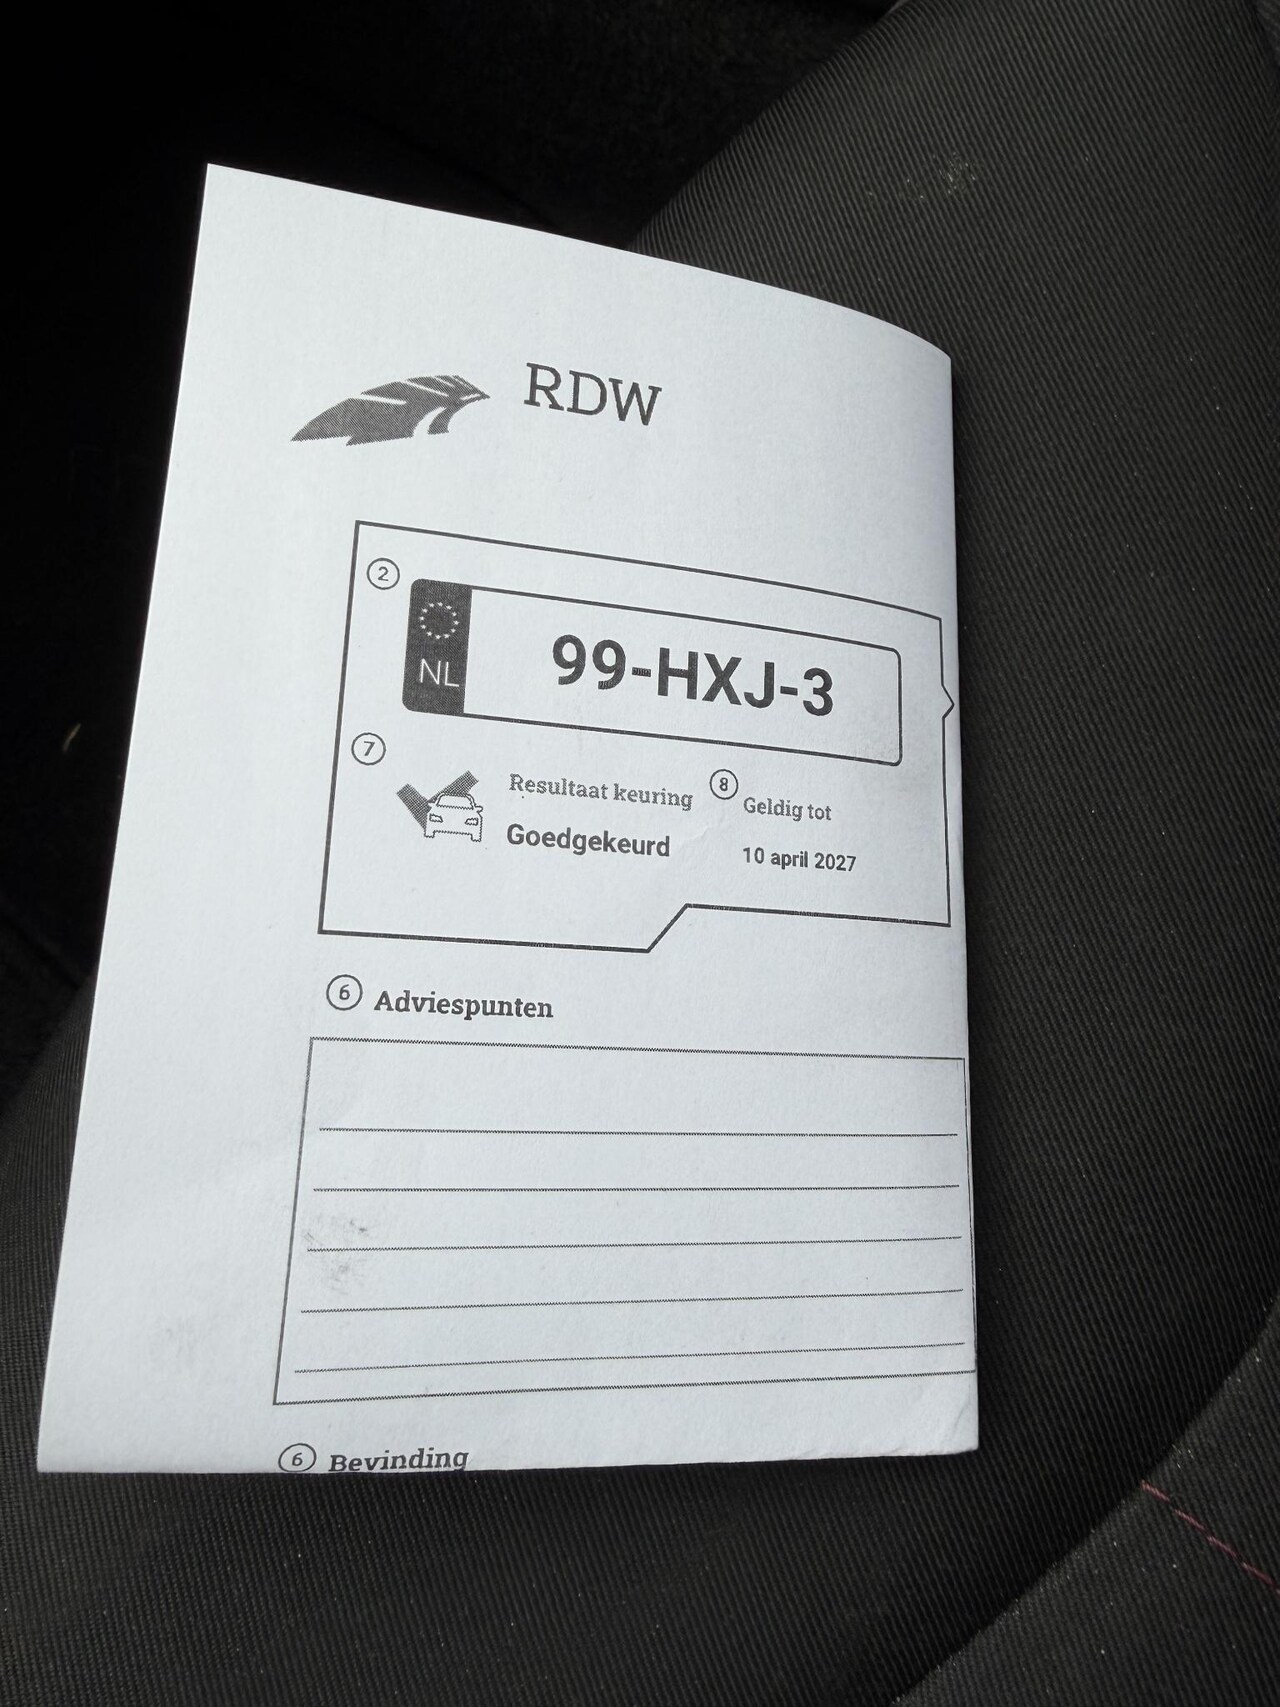 RDW
2
NL
99-HXJ-3
7
Resultaat keuring
Goedgekeurd
8
Geldig tot
10 april 2027
6 Adviespunten
6 Bevinding